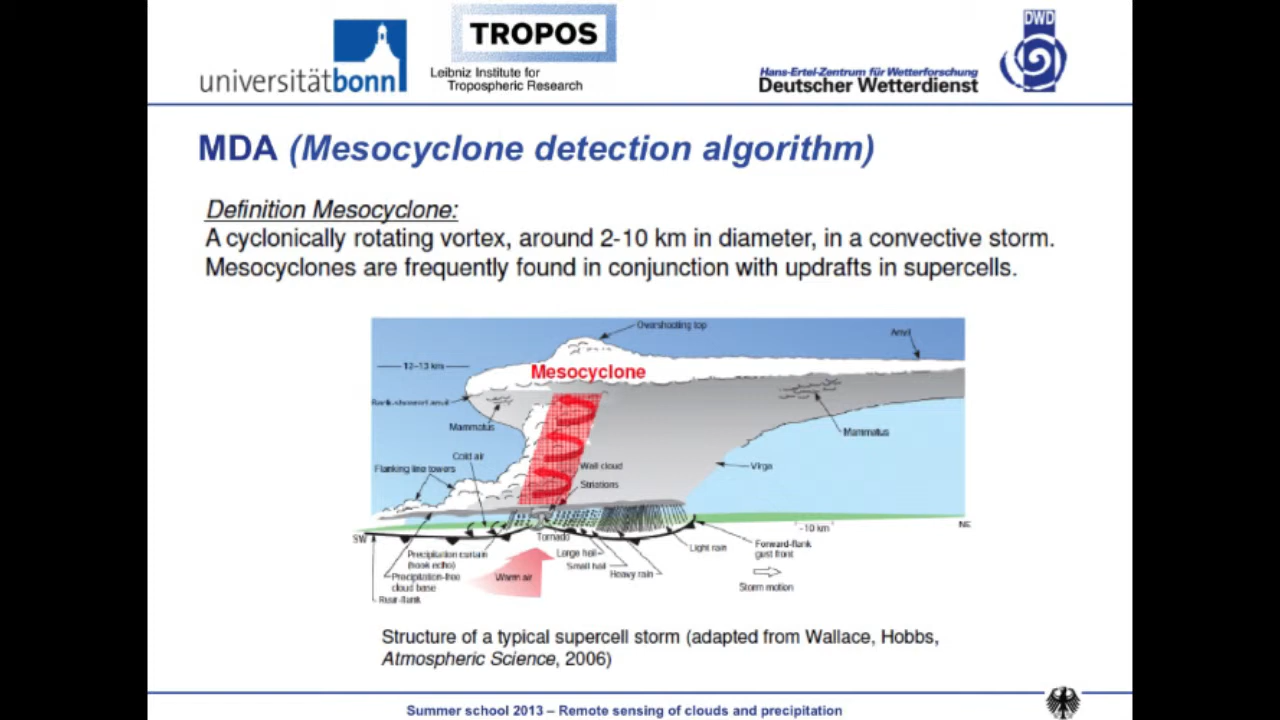 universitätbonn
TROPOS
Leibniz Institute for
Tropospheric Research
Hans-Ertel-Zentrum für Wetterforschung
Deutscher Wetterdienst
DWD
MDA (Mesocyclone detection algorithm)
Definition Mesocyclone:
A cyclonically rotating vortex, around 2-10 km in diameter, in a convective storm.
Mesocyclones are frequently found in conjunction with updrafts in supercells.
Overshooting top
Anvil
12–13 km
Mesocyclone
Mammatus
Mammatus
Cold air
Flanking line towers
Wall cloud
Virga
Striations
SW
NE
~10 km
Tornado
Precipitation curtain
(hook echo)
Large hail
Light rain
Forward-flank
gust front
Small hail
Heavy rain
Precipitation-free
cloud base
Warm air
Storm motion
Rear-flank
Structure of a typical supercell storm (adapted from Wallace, Hobbs,
Atmospheric Science, 2006)
Summer school 2013 – Remote sensing of clouds and precipitation